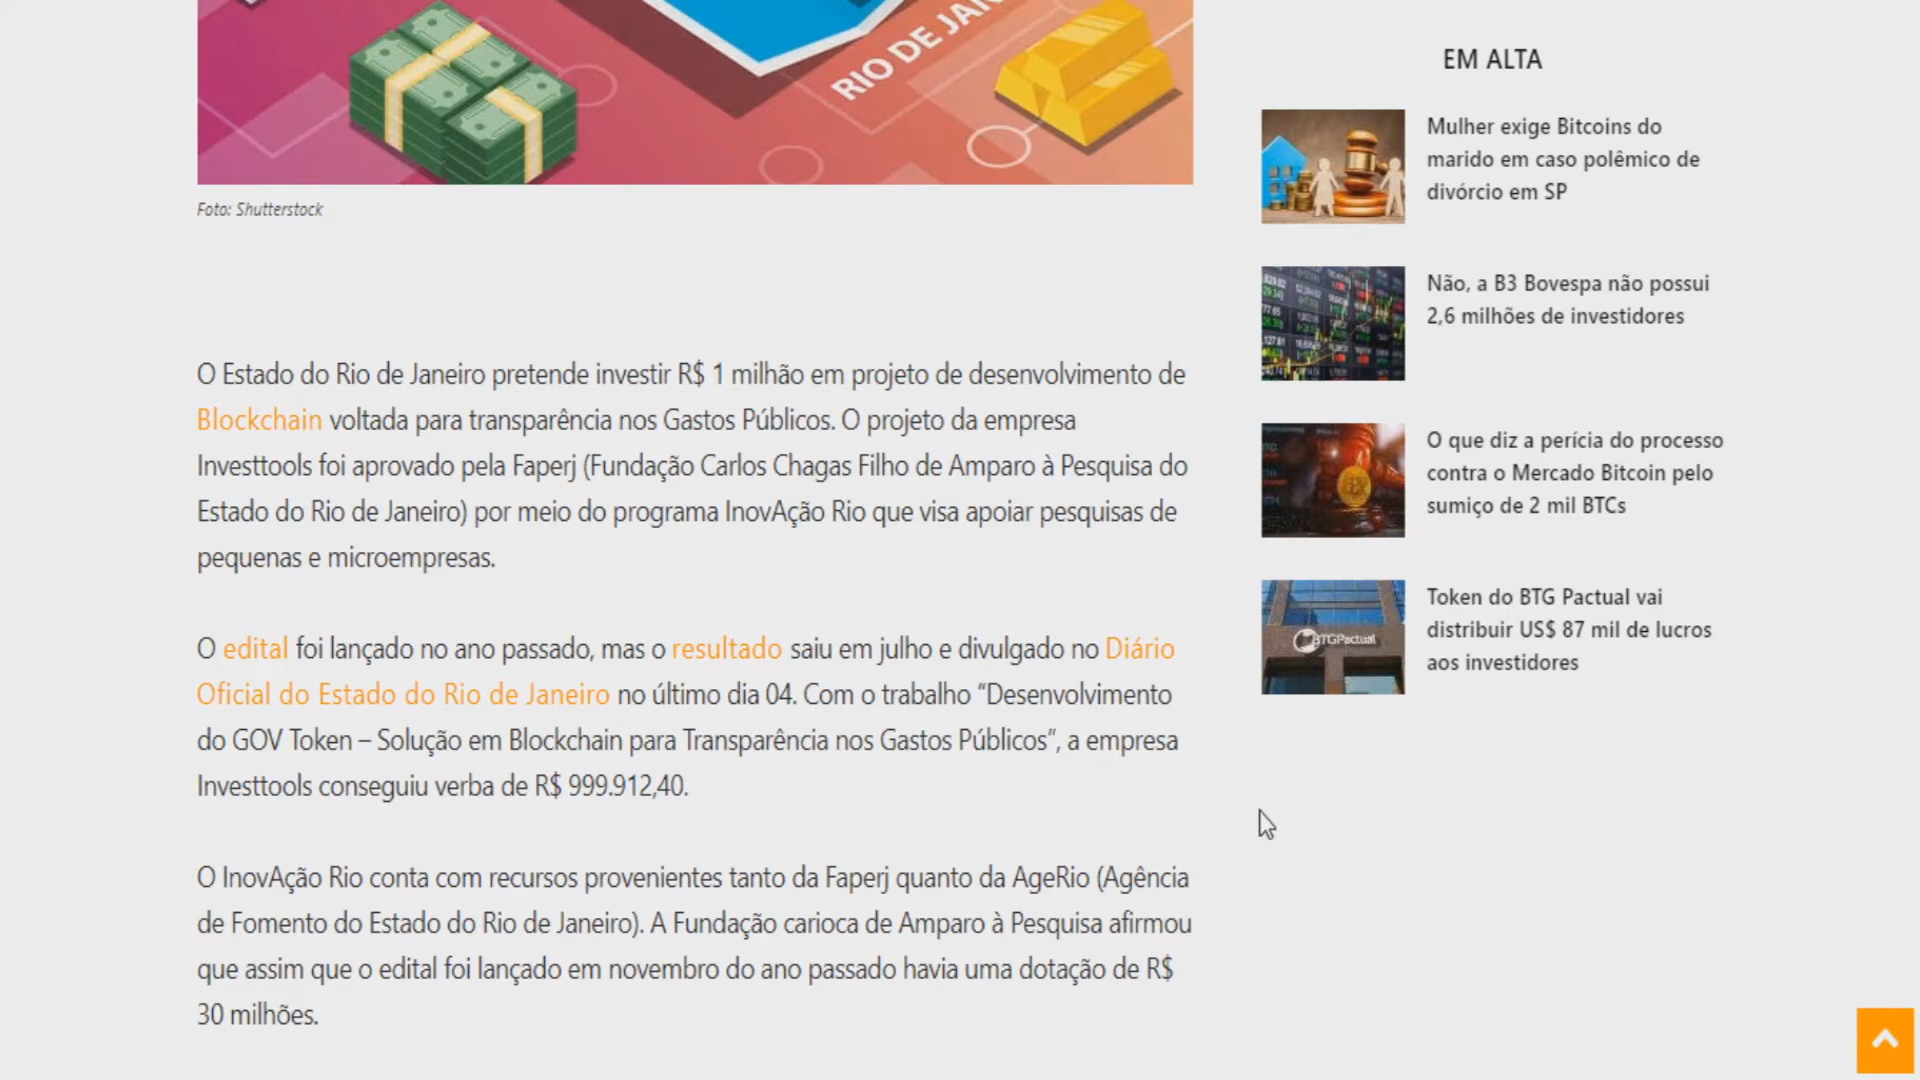 RIO DE JAN
Foto: Shutterstock
O Estado do Rio de Janeiro pretende investir R$ 1 milhão em projeto de desenvolvimento de
Blockchain voltada para transparência nos Gastos Públicos. O projeto da empresa
Investtools foi aprovado pela Faperj (Fundação Carlos Chagas Filho de Amparo à Pesquisa do
Estado do Rio de Janeiro) por meio do programa InovAção Rio que visa apoiar pesquisas de
pequenas e microempresas.
O edital foi lançado no ano passado, mas o resultado saiu em julho e divulgado no Diário
Oficial do Estado do Rio de Janeiro no último dia 04. Com o trabalho “Desenvolvimento
do GOV Token – Solução em Blockchain para Transparência nos Gastos Públicos”, a empresa
Investtools conseguiu verba de R$ 999.912,40.
O InovAção Rio conta com recursos provenientes tanto da Faperj quanto da AgeRio (Agência
de Fomento do Estado do Rio de Janeiro). A Fundação carioca de Amparo à Pesquisa afirmou
que assim que o edital foi lançado em novembro do ano passado havia uma dotação de R$
30 milhões.
EM ALTA
Mulher exige Bitcoins do
marido em caso polêmico de
divórcio em SP
Não, a B3 Bovespa não possui
2,6 milhões de investidores
O que diz a perícia do processo
contra o Mercado Bitcoin pelo
sumiço de 2 mil BTCs
BTGPactual
Token do BTG Pactual vai
distribuir US$ 87 mil de lucros
aos investidores